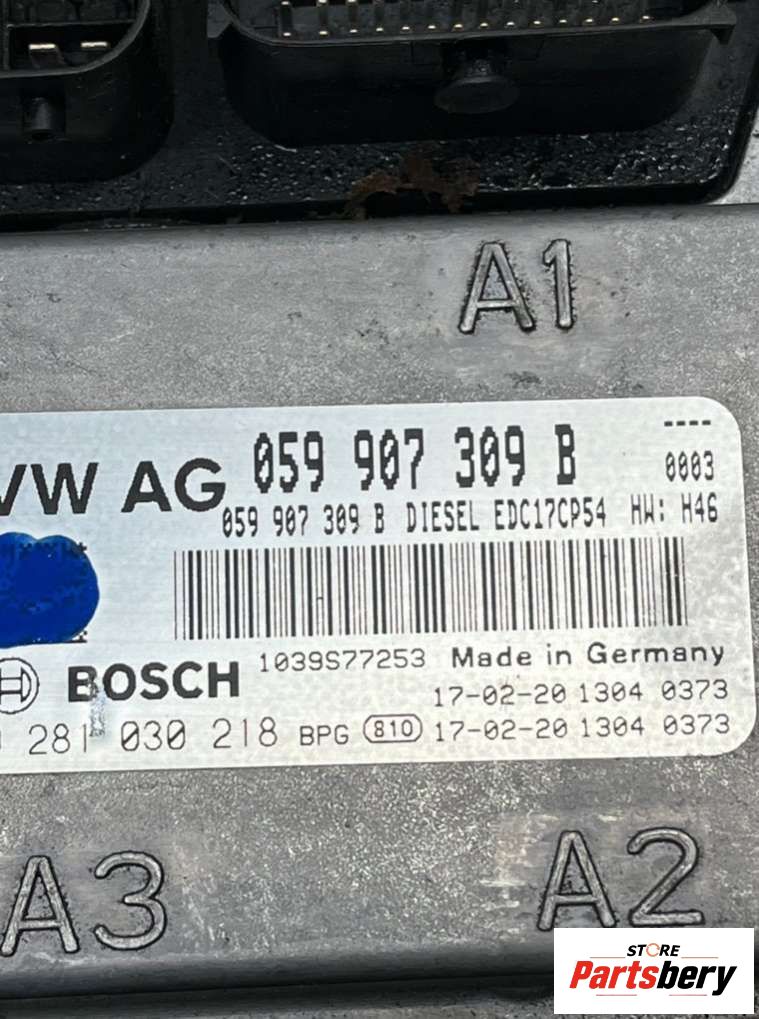 A1
VW AG 059 907 309 B ----
0003
059 907 309 B DIESEL EDC17CP54 HW: H46
BOSCH 1039S77253 Made in Germany
17-02-20 1304 0373
281 030 218 BPG 810 17-02-20 1304 0373
A3 A2
STORE
Partsbery